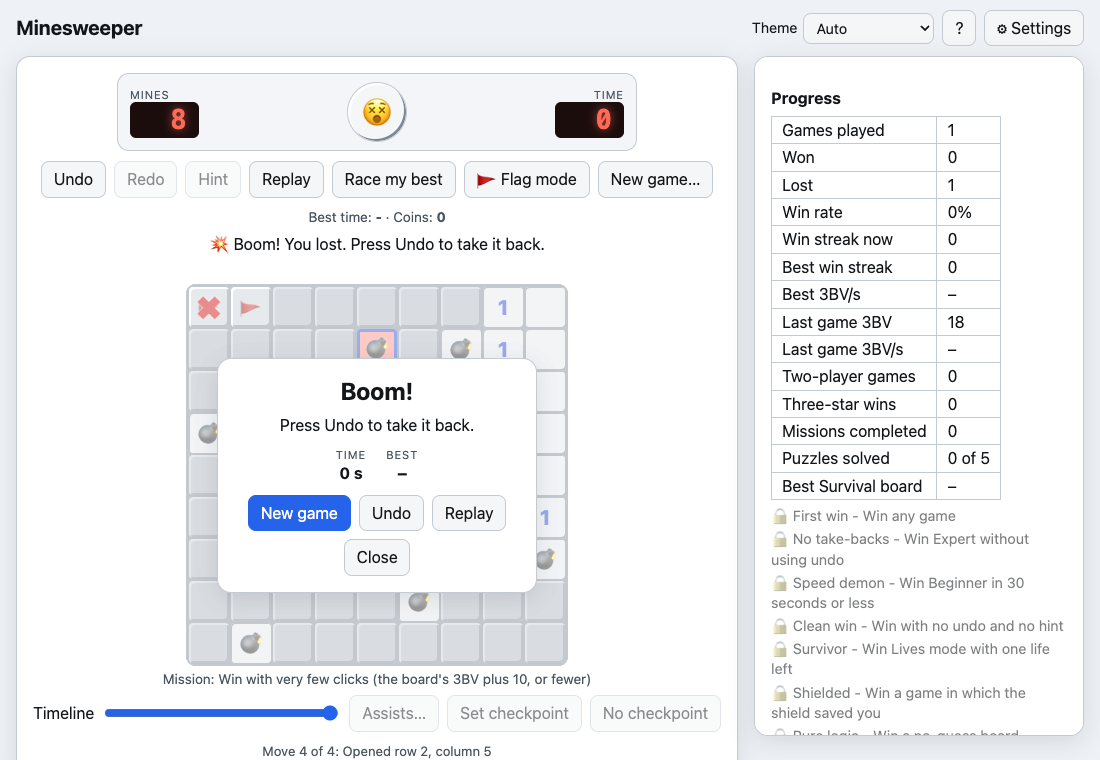 Minesweeper
Theme Auto ? ⚙ Settings
MINES
8
TIME
0
Undo Redo Hint Replay Race my best Flag mode New game...
Best time: - · Coins: 0
Boom! You lost. Press Undo to take it back.
1
1
1
Boom!
Press Undo to take it back.
TIME BEST
0 s –
New game Undo Replay
Close
Mission: Win with very few clicks (the board's 3BV plus 10, or fewer)
Timeline Assists... Set checkpoint No checkpoint
Move 4 of 4: Opened row 2, column 5
Progress
Games played 1
Won 0
Lost 1
Win rate 0%
Win streak now 0
Best win streak 0
Best 3BV/s –
Last game 3BV 18
Last game 3BV/s –
Two-player games 0
Three-star wins 0
Missions completed 0
Puzzles solved 0 of 5
Best Survival board –
First win - Win any game
No take-backs - Win Expert without
using undo
Speed demon - Win Beginner in 30
seconds or less
Clean win - Win with no undo and no hint
Survivor - Win Lives mode with one life
left
Shielded - Win a game in which the
shield saved you
Pure logic - Win a no-guess board